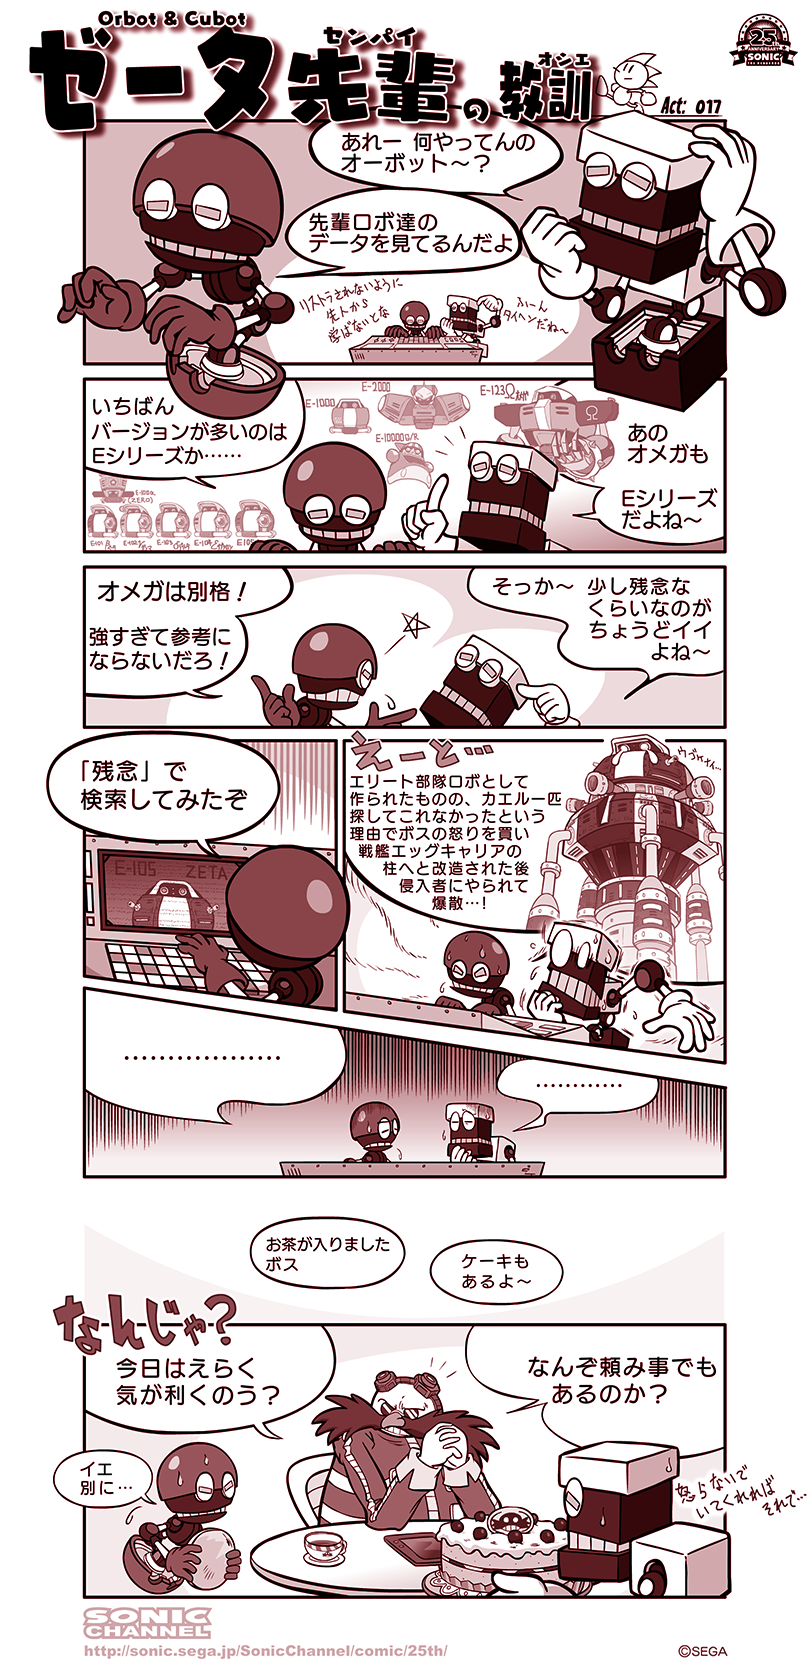 Orbot & Cubot
センパイ
オシエ
ゼータ先輩の教訓
Act: 017
25th
ANNIVERSARY
SONIC
THE HEDGEHOG
あれー 何やってんの
オーボット～？
先輩ロボ達の
データを見てるんだよ
リストラされないように
先人から
学ばないとな
ふーん
タイヘンだね～
いちばん
バージョンが多いのは
Eシリーズか……
E-1000
E-2000
E-10000G/R
E-123Ω
Ω
E-100α
(ZERO)
E-101 β
E-102 γ
E-103 δ
E-104 ε
E-105
あの
オメガも
Eシリーズ
だよね～
オメガは別格！
強すぎて参考に
ならないだろ！
そっか～ 少し残念な
くらいなのが
ちょうどイイ
よね～
「残念」で
検索してみたぞ
E-105 ZETA
えーと…
エリート部隊ロボとして
作られたものの、カエル一匹
探してこれなかったという
理由でボスの怒りを買い
戦艦エッグキャリアの
柱へと改造された後
侵入者にやられて
爆散…！
………………
…………
お茶が入りました
ボス
ケーキも
あるよ～
なんじゃ？
今日はえらく
気が利くのう？
なんぞ頼み事でも
あるのか？
イエ
別に…
怒らないで
いてくれれば
それで…
SONIC
CHANNEL
http://sonic.sega.jp/SonicChannel/comic/25th/
©SEGA